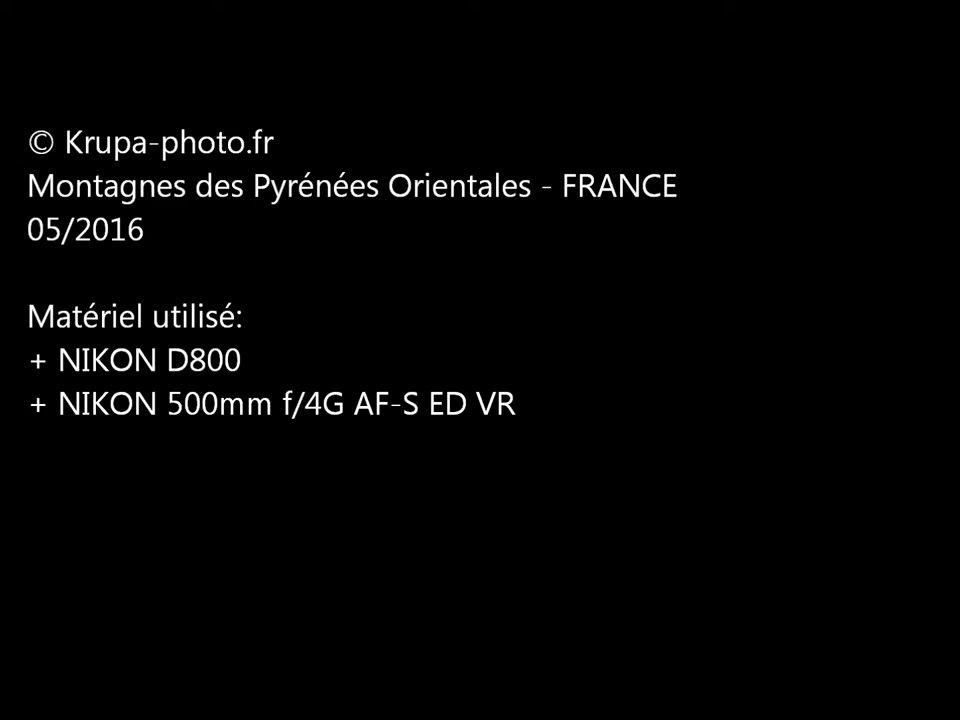 © Krupa-photo.fr
Montagnes des Pyrénées Orientales - FRANCE
05/2016
Matériel utilisé:
+ NIKON D800
+ NIKON 500mm f/4G AF-S ED VR